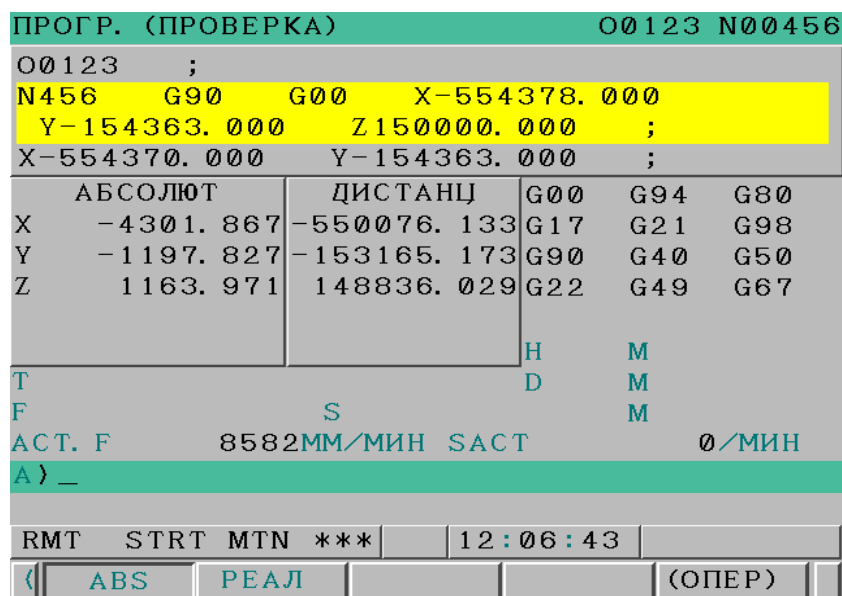 ПРОГР. (ПРОВЕРКА) O0123 N00456
O0123 ;
N456 G90 G00 X-554378.000
Y-154363.000 Z150000.000 ;
X-554370.000 Y-154363.000 ;
АБСОЛЮТ ДИСТАНЦ G00 G94 G80
X -4301.867 -550076.133 G17 G21 G98
Y -1197.827 -153165.173 G90 G40 G50
Z 1163.971 148836.029 G22 G49 G67
H M
T D M
F S M
ACT. F 8582ММ/МИН SACT 0/МИН
A) _
RMT STRT MTN *** 12:06:43
( ABS РЕАЛ (ОПЕР)